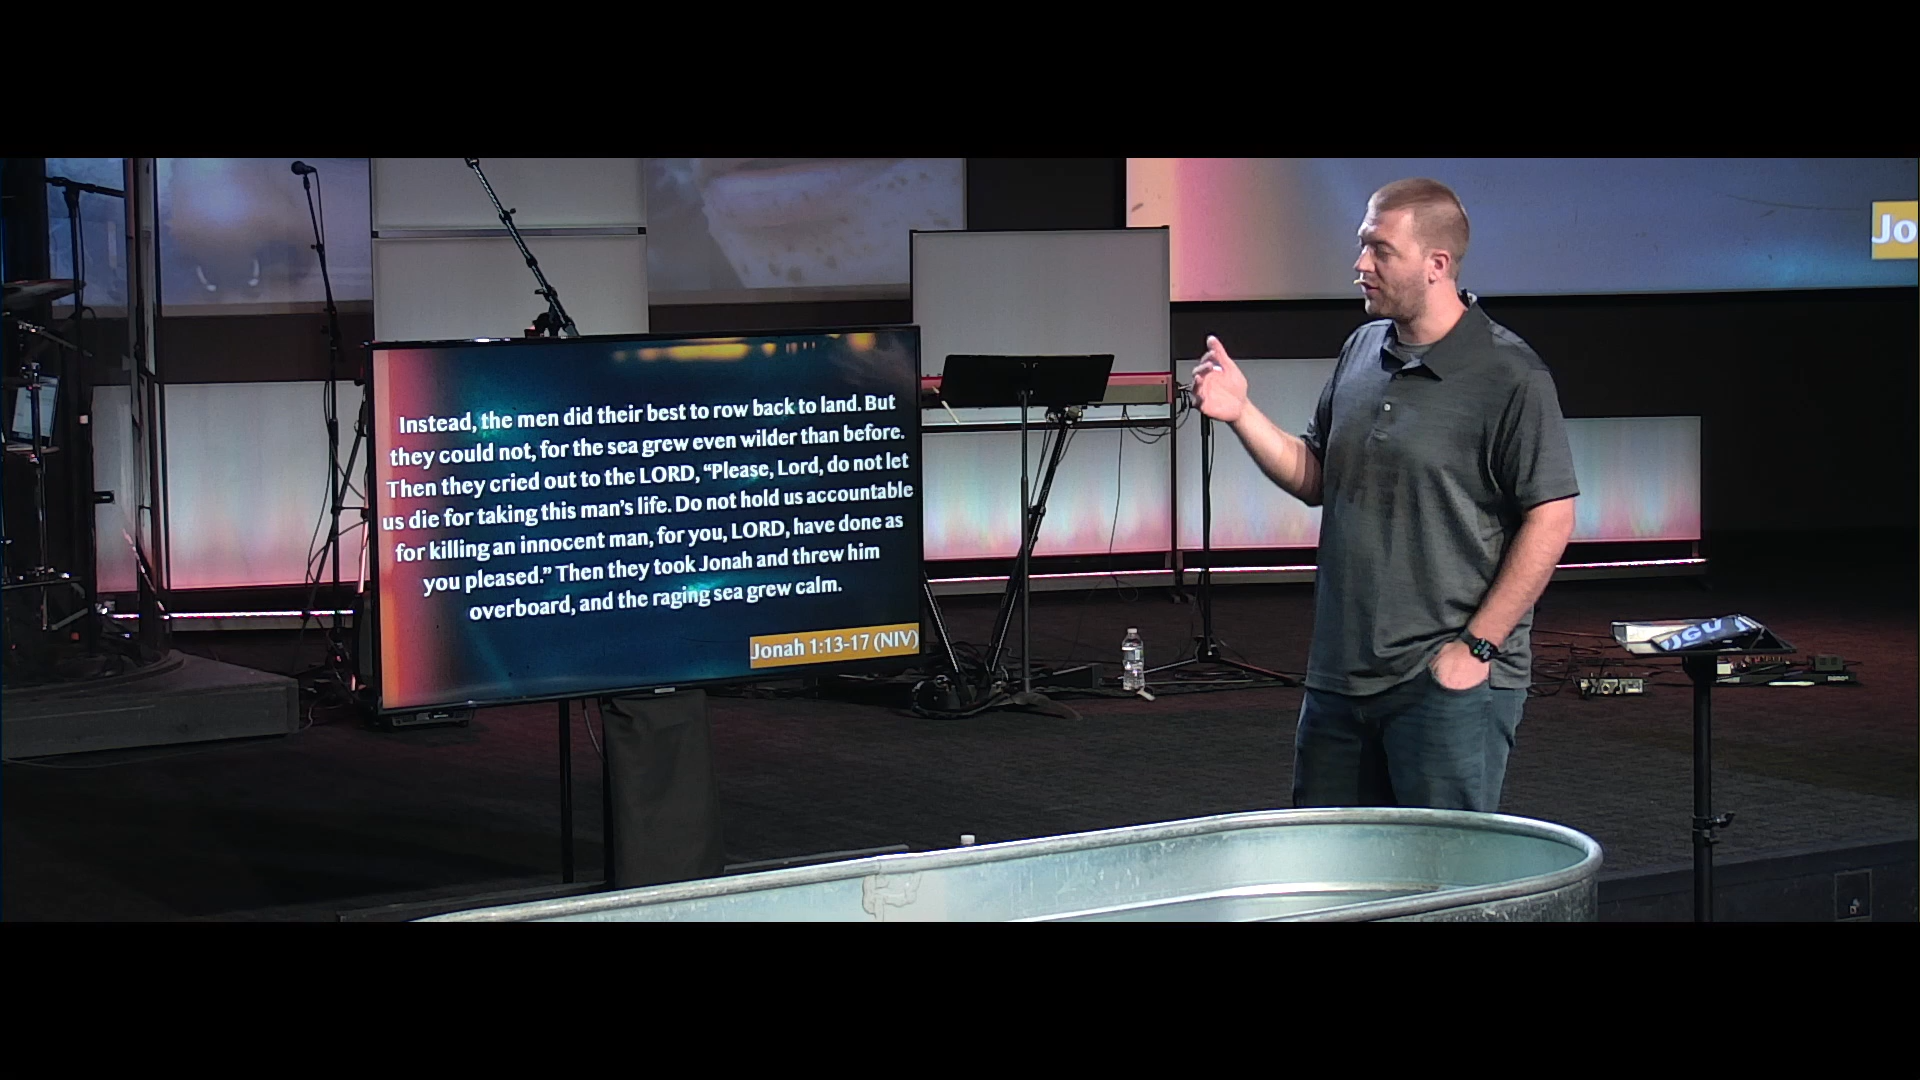 Instead, the men did their best to row back to land. But
they could not, for the sea grew even wilder than before.
Then they cried out to the LORD, “Please, Lord, do not let
us die for taking this man’s life. Do not hold us accountable
for killing an innocent man, for you, LORD, have done as
you pleased.” Then they took Jonah and threw him
overboard, and the raging sea grew calm.
Jonah 1:13-17 (NIV)
Jo